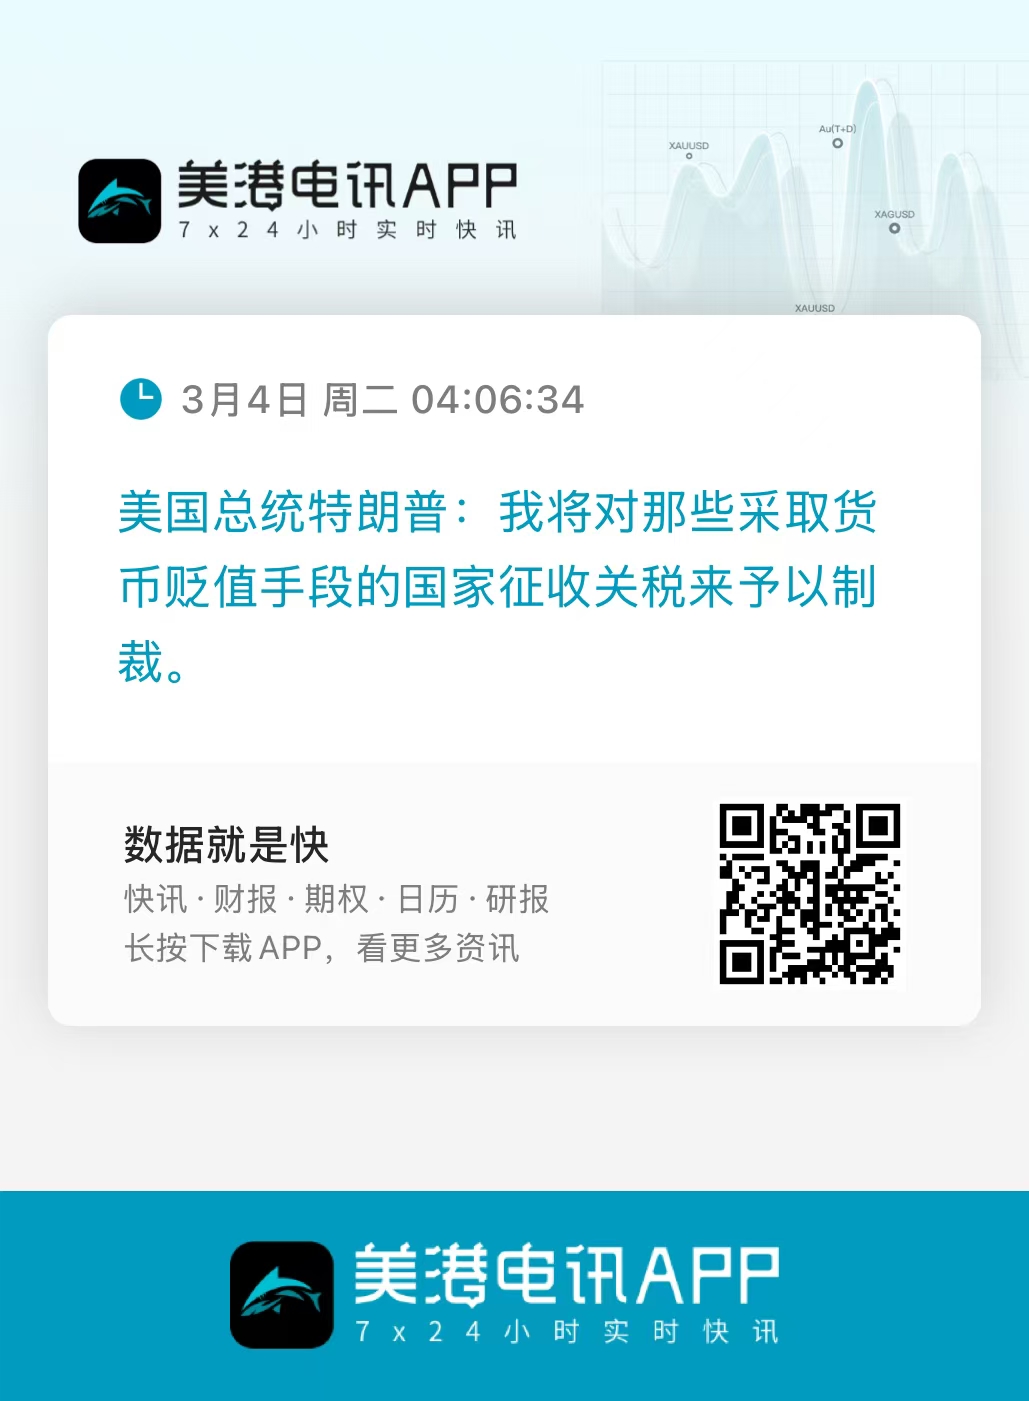 美港电讯APP
7x24小时实时快讯
XAUUSD
Au(T+D)
XAGUSD
XAUUSD
3月4日 周二 04:06:34
美国总统特朗普：我将对那些采取货
币贬值手段的国家征收关税来予以制
裁。
数据就是快
快讯·财报·期权·日历·研报
长按下载APP，看更多资讯
美港电讯APP
7x24小时实时快讯